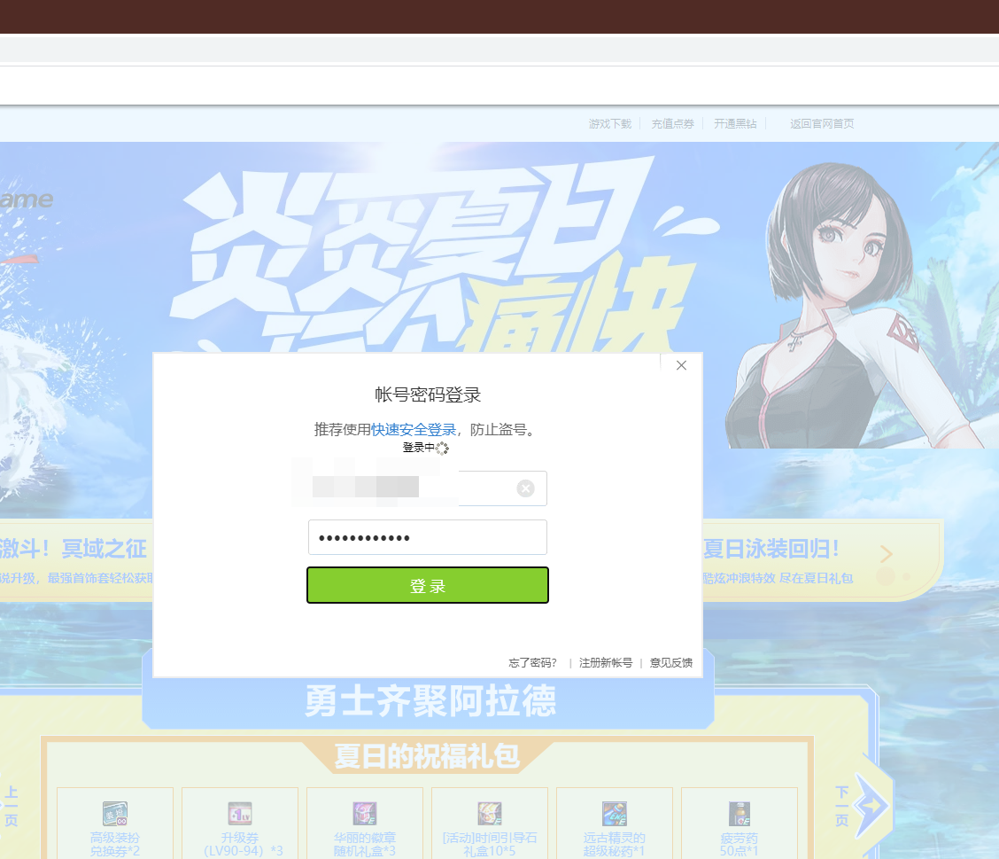 游戏下载 充值点券 开通黑钻 返回官网首页
ame
炎炎夏日
痛快
帐号密码登录
推荐使用快速安全登录，防止盗号。
登录中
••••••••••••
登 录
忘了密码？ | 注册新帐号 | 意见反馈
激斗！冥域之征
说升级，最强首饰套轻松获取
夏日泳装回归！
酷炫冲浪特效 尽在夏日礼包
勇士齐聚阿拉德
夏日的祝福礼包
上一页
下一页
高级装扮
兑换券*2
升级券
（LV90-94）*3
华丽的徽章
随机礼盒*3
[活动]时间引导石
礼盒10*5
远古精灵的
超级秘药*1
疲劳药
50点*1